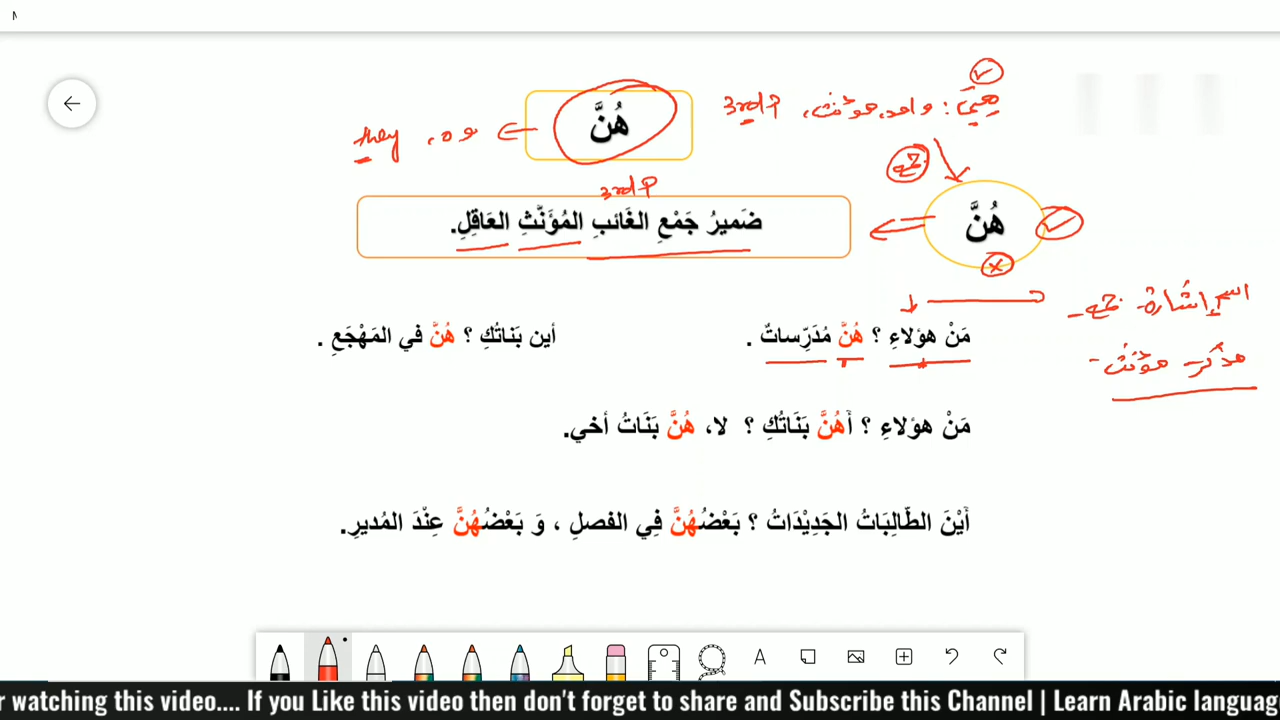 هُنَّ
هِيَ: واحد، مؤنث، 3rd P
they, وہ
جمع
3rd P
هُنَّ
ضَميرُ جَمْعِ الغَائبِ المُؤَنَّثِ العَاقِلِ.
اسم إشارة جمع
مَنْ هؤلاءِ ؟ هُنَّ مُدَرِّساتٌ .
أين بَناتُكِ ؟ هُنَّ في المَهْجَعِ .
مذكر مؤنث
مَنْ هؤلاءِ ؟ أَهُنَّ بَنَاتُكِ ؟ لا، هُنَّ بَنَاتُ أخي.
أَيْنَ الطَّالِبَاتُ الجَدِيْدَاتُ ؟ بَعْضُهُنَّ فِي الفصلِ ، وَ بَعْضُهُنَّ عِنْدَ المُديرِ.
A
r watching this video.... If you Like this video then don't forget to share and Subscribe this Channel | Learn Arabic languag